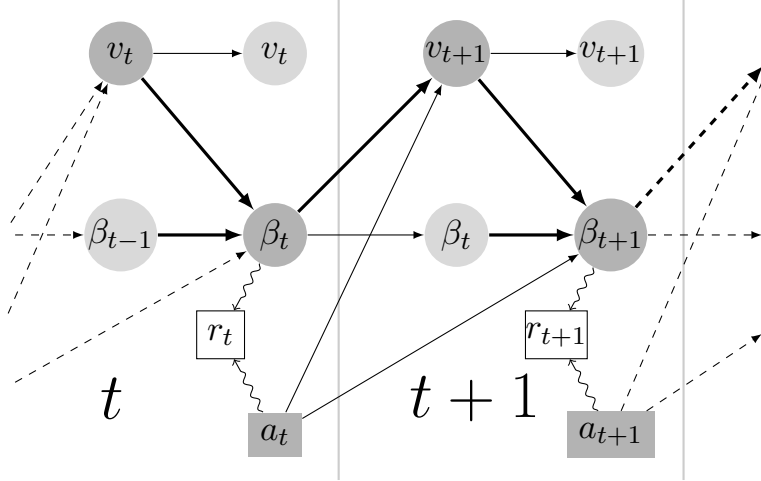 v_t v_t v_{t+1} v_{t+1}
β_{t−1} β_t β_t β_{t+1}
r_t r_{t+1}
t t + 1
a_t a_{t+1}